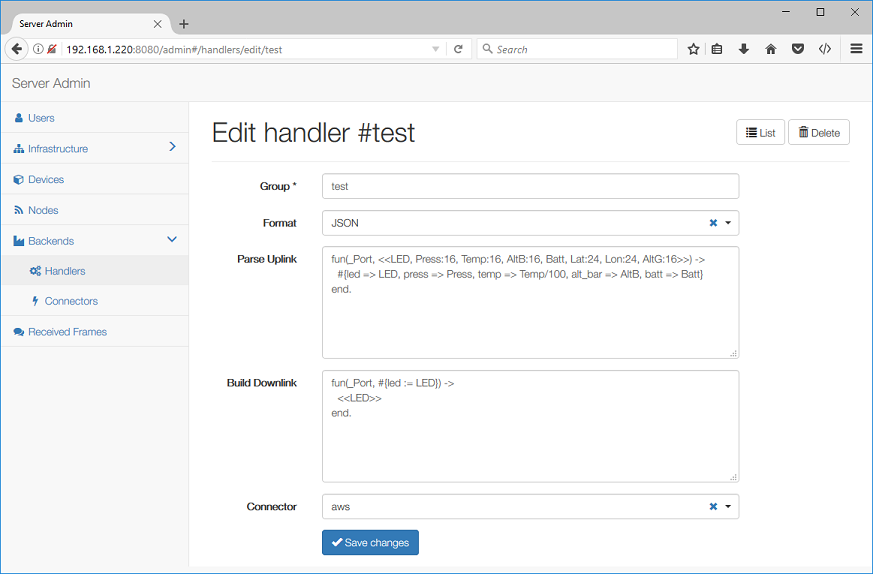 Server Admin
192.168.1.220:8080/admin#/handlers/edit/test
Search
Server Admin
Users
Infrastructure
Devices
Nodes
Backends
Handlers
Connectors
Received Frames
Edit handler #test
List
Delete
Group *
test
Format
JSON
Parse Uplink
fun(_Port, <<LED, Press:16, Temp:16, AltB:16, Batt, Lat:24, Lon:24, AltG:16>>) ->
#{led => LED, press => Press, temp => Temp/100, alt_bar => AltB, batt => Batt}
end.
Build Downlink
fun(_Port, #{led := LED}) ->
<<LED>>
end.
Connector
aws
Save changes